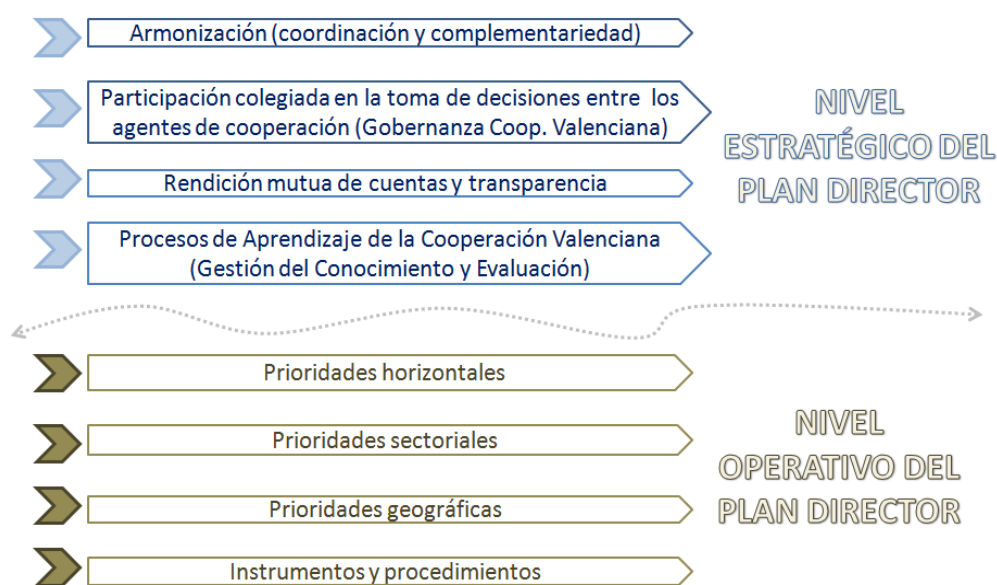 Armonización (coordinación y complementariedad)
Participación colegiada en la toma de decisiones entre los
agentes de cooperación (Gobernanza Coop. Valenciana)
Rendición mutua de cuentas y transparencia
Procesos de Aprendizaje de la Cooperación Valenciana
(Gestión del Conocimiento y Evaluación)
NIVEL
ESTRATÉGICO DEL
PLAN DIRECTOR
Prioridades horizontales
Prioridades sectoriales
Prioridades geográficas
Instrumentos y procedimientos
NIVEL
OPERATIVO DEL
PLAN DIRECTOR